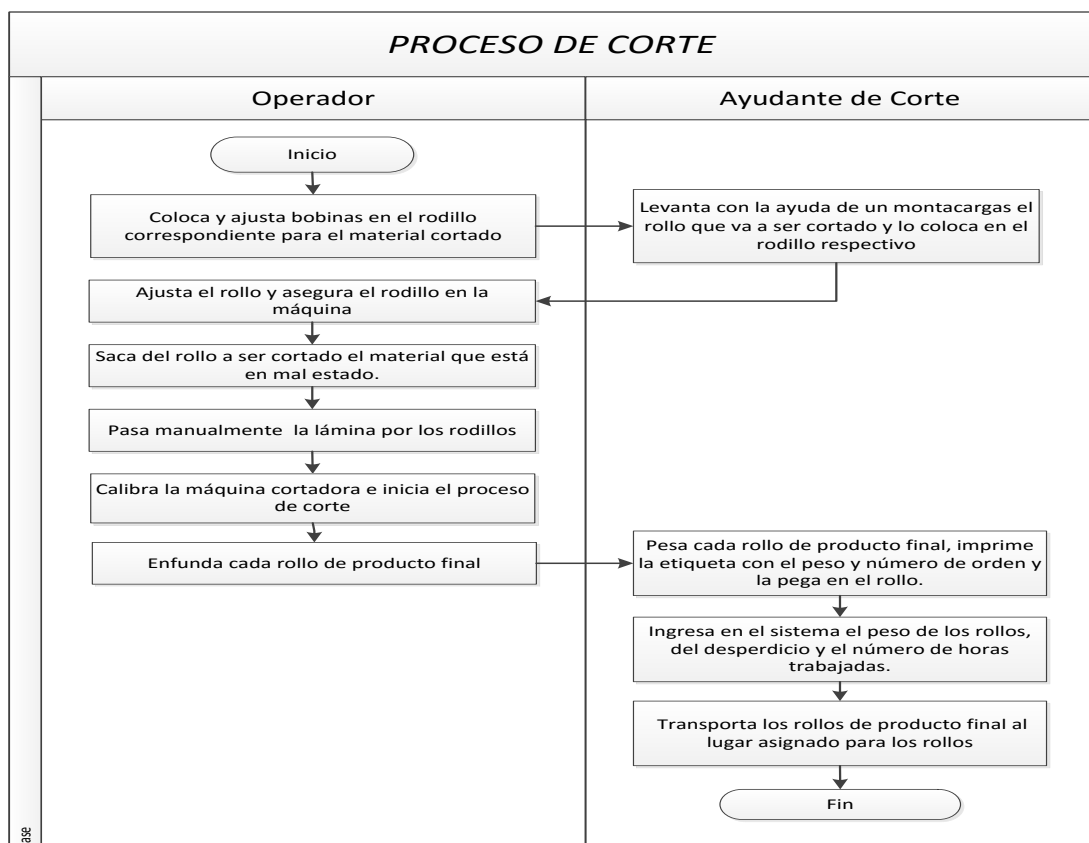 PROCESO DE CORTE
Operador
Ayudante de Corte
Inicio
Coloca y ajusta bobinas en el rodillo
correspondiente para el material cortado
Levanta con la ayuda de un montacargas el
rollo que va a ser cortado y lo coloca en el
rodillo respectivo
Ajusta el rollo y asegura el rodillo en la
máquina
Saca del rollo a ser cortado el material que está
en mal estado.
Pasa manualmente  la lámina por los rodillos
Calibra la máquina cortadora e inicia el proceso
de corte
Enfunda cada rollo de producto final
Pesa cada rollo de producto final, imprime
la etiqueta con el peso y número de orden y
la pega en el rollo.
Ingresa en el sistema el peso de los rollos,
del desperdicio y el número de horas
trabajadas.
Transporta los rollos de producto final al
lugar asignado para los rollos
Fin
ase